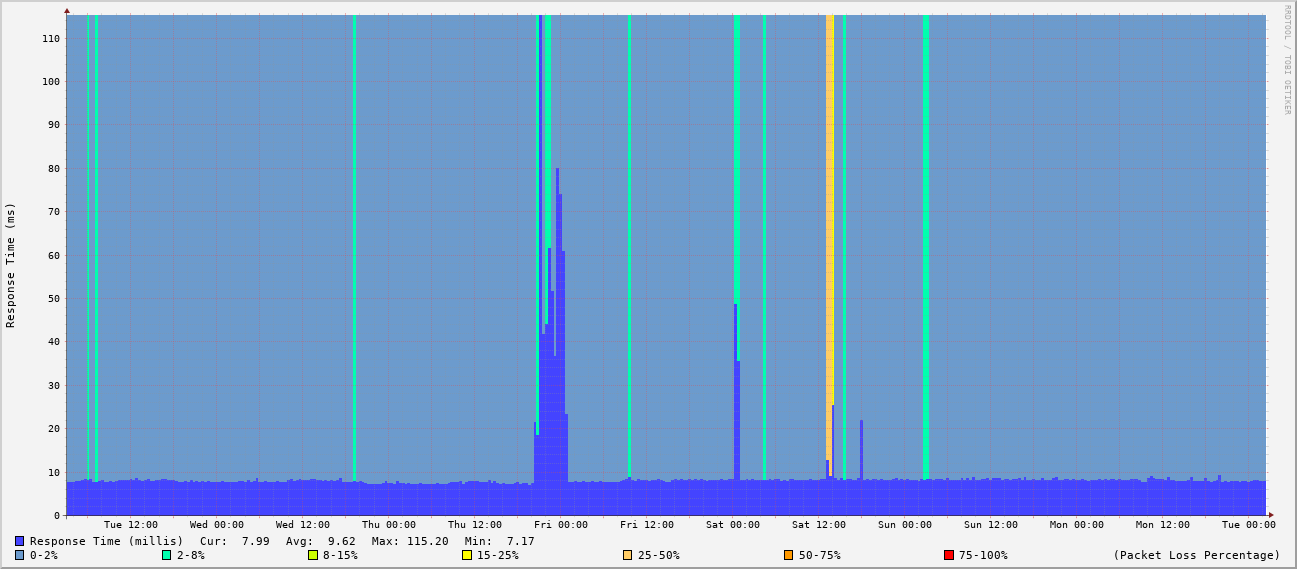 RRDTOOL / TOBI OETIKER
Response Time (ms)
110
100
90
80
70
60
50
40
30
20
10
0
Tue 12:00 Wed 00:00 Wed 12:00 Thu 00:00 Thu 12:00 Fri 00:00 Fri 12:00 Sat 00:00 Sat 12:00 Sun 00:00 Sun 12:00 Mon 00:00 Mon 12:00 Tue 00:00
Response Time (millis) Cur: 7.99 Avg: 9.62 Max: 115.20 Min: 7.17
0-2% 2-8% 8-15% 15-25% 25-50% 50-75% 75-100% (Packet Loss Percentage)